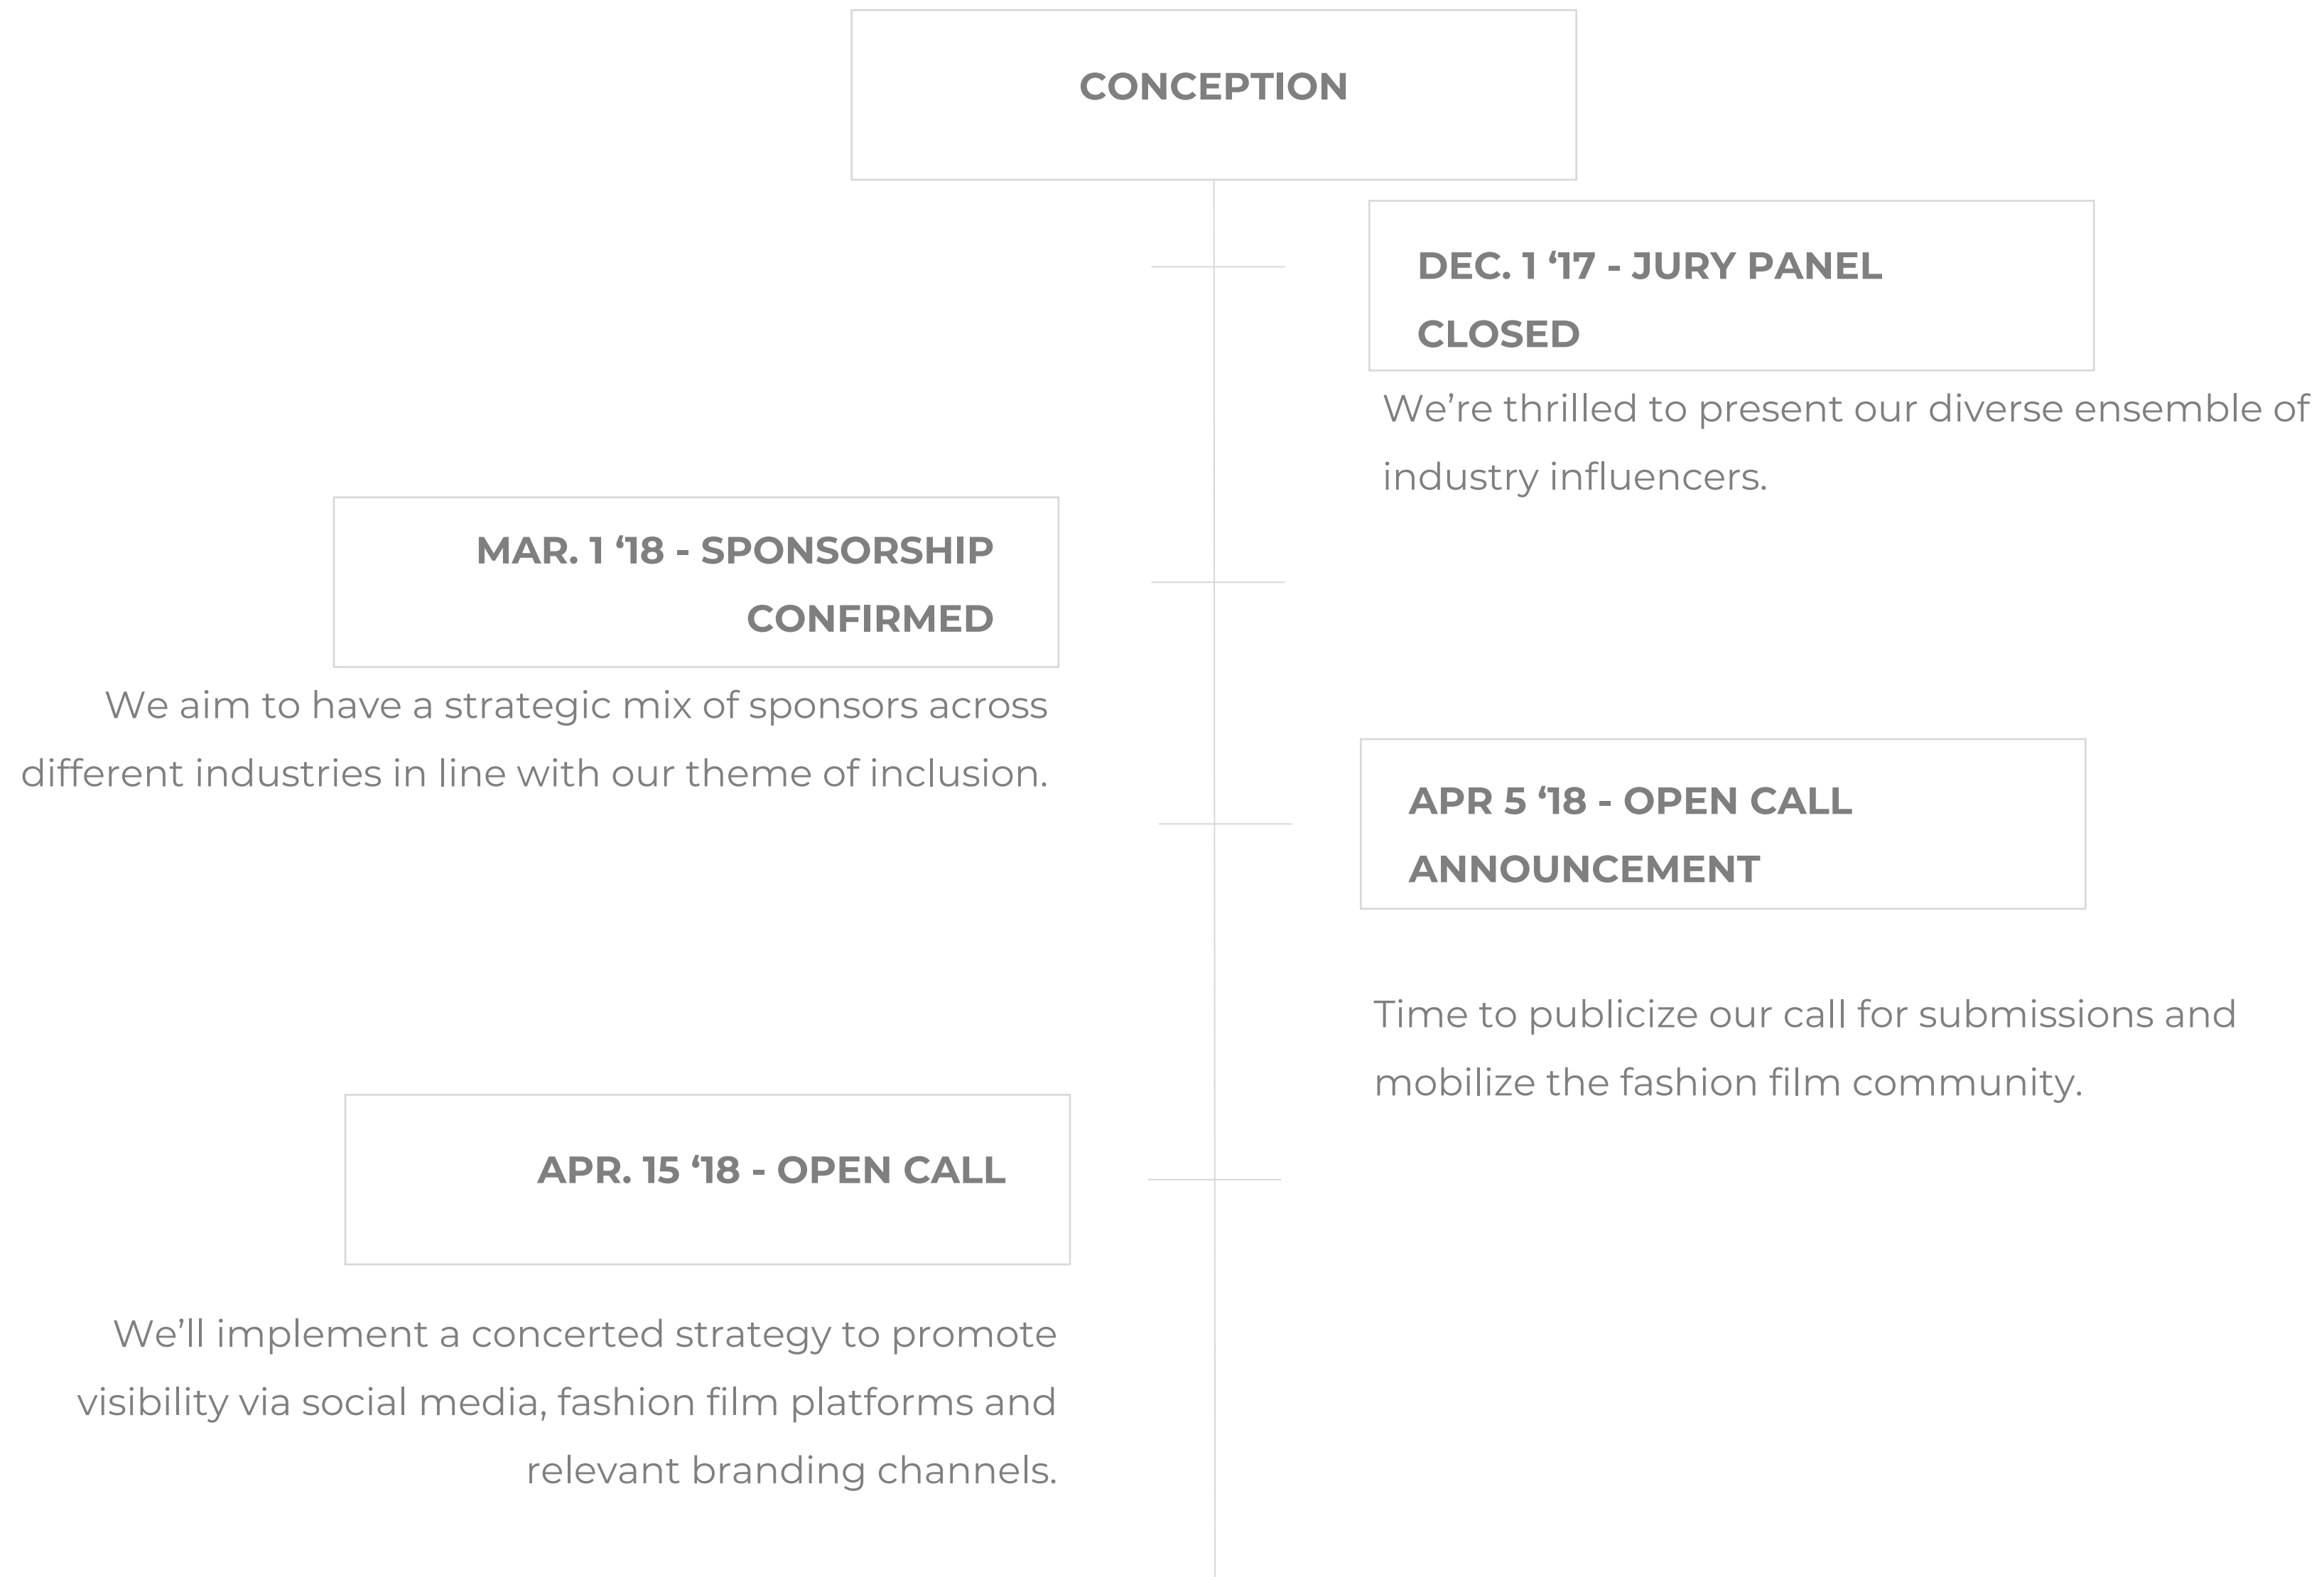 CONCEPTION
DEC. 1 ‘17 - JURY PANEL
CLOSED
We’re thrilled to present our diverse ensemble of
industry influencers.
MAR. 1 ‘18 - SPONSORSHIP
CONFIRMED
We aim to have a strategic mix of sponsors across
different industries in line with our theme of inclusion.
APR 5 ‘18 - OPEN CALL
ANNOUNCEMENT
Time to publicize our call for submissions and
mobilize the fashion film community.
APR. 15 ‘18 - OPEN CALL
We’ll implement a concerted strategy to promote
visibility via social media, fashion film platforms and
relevant branding channels.